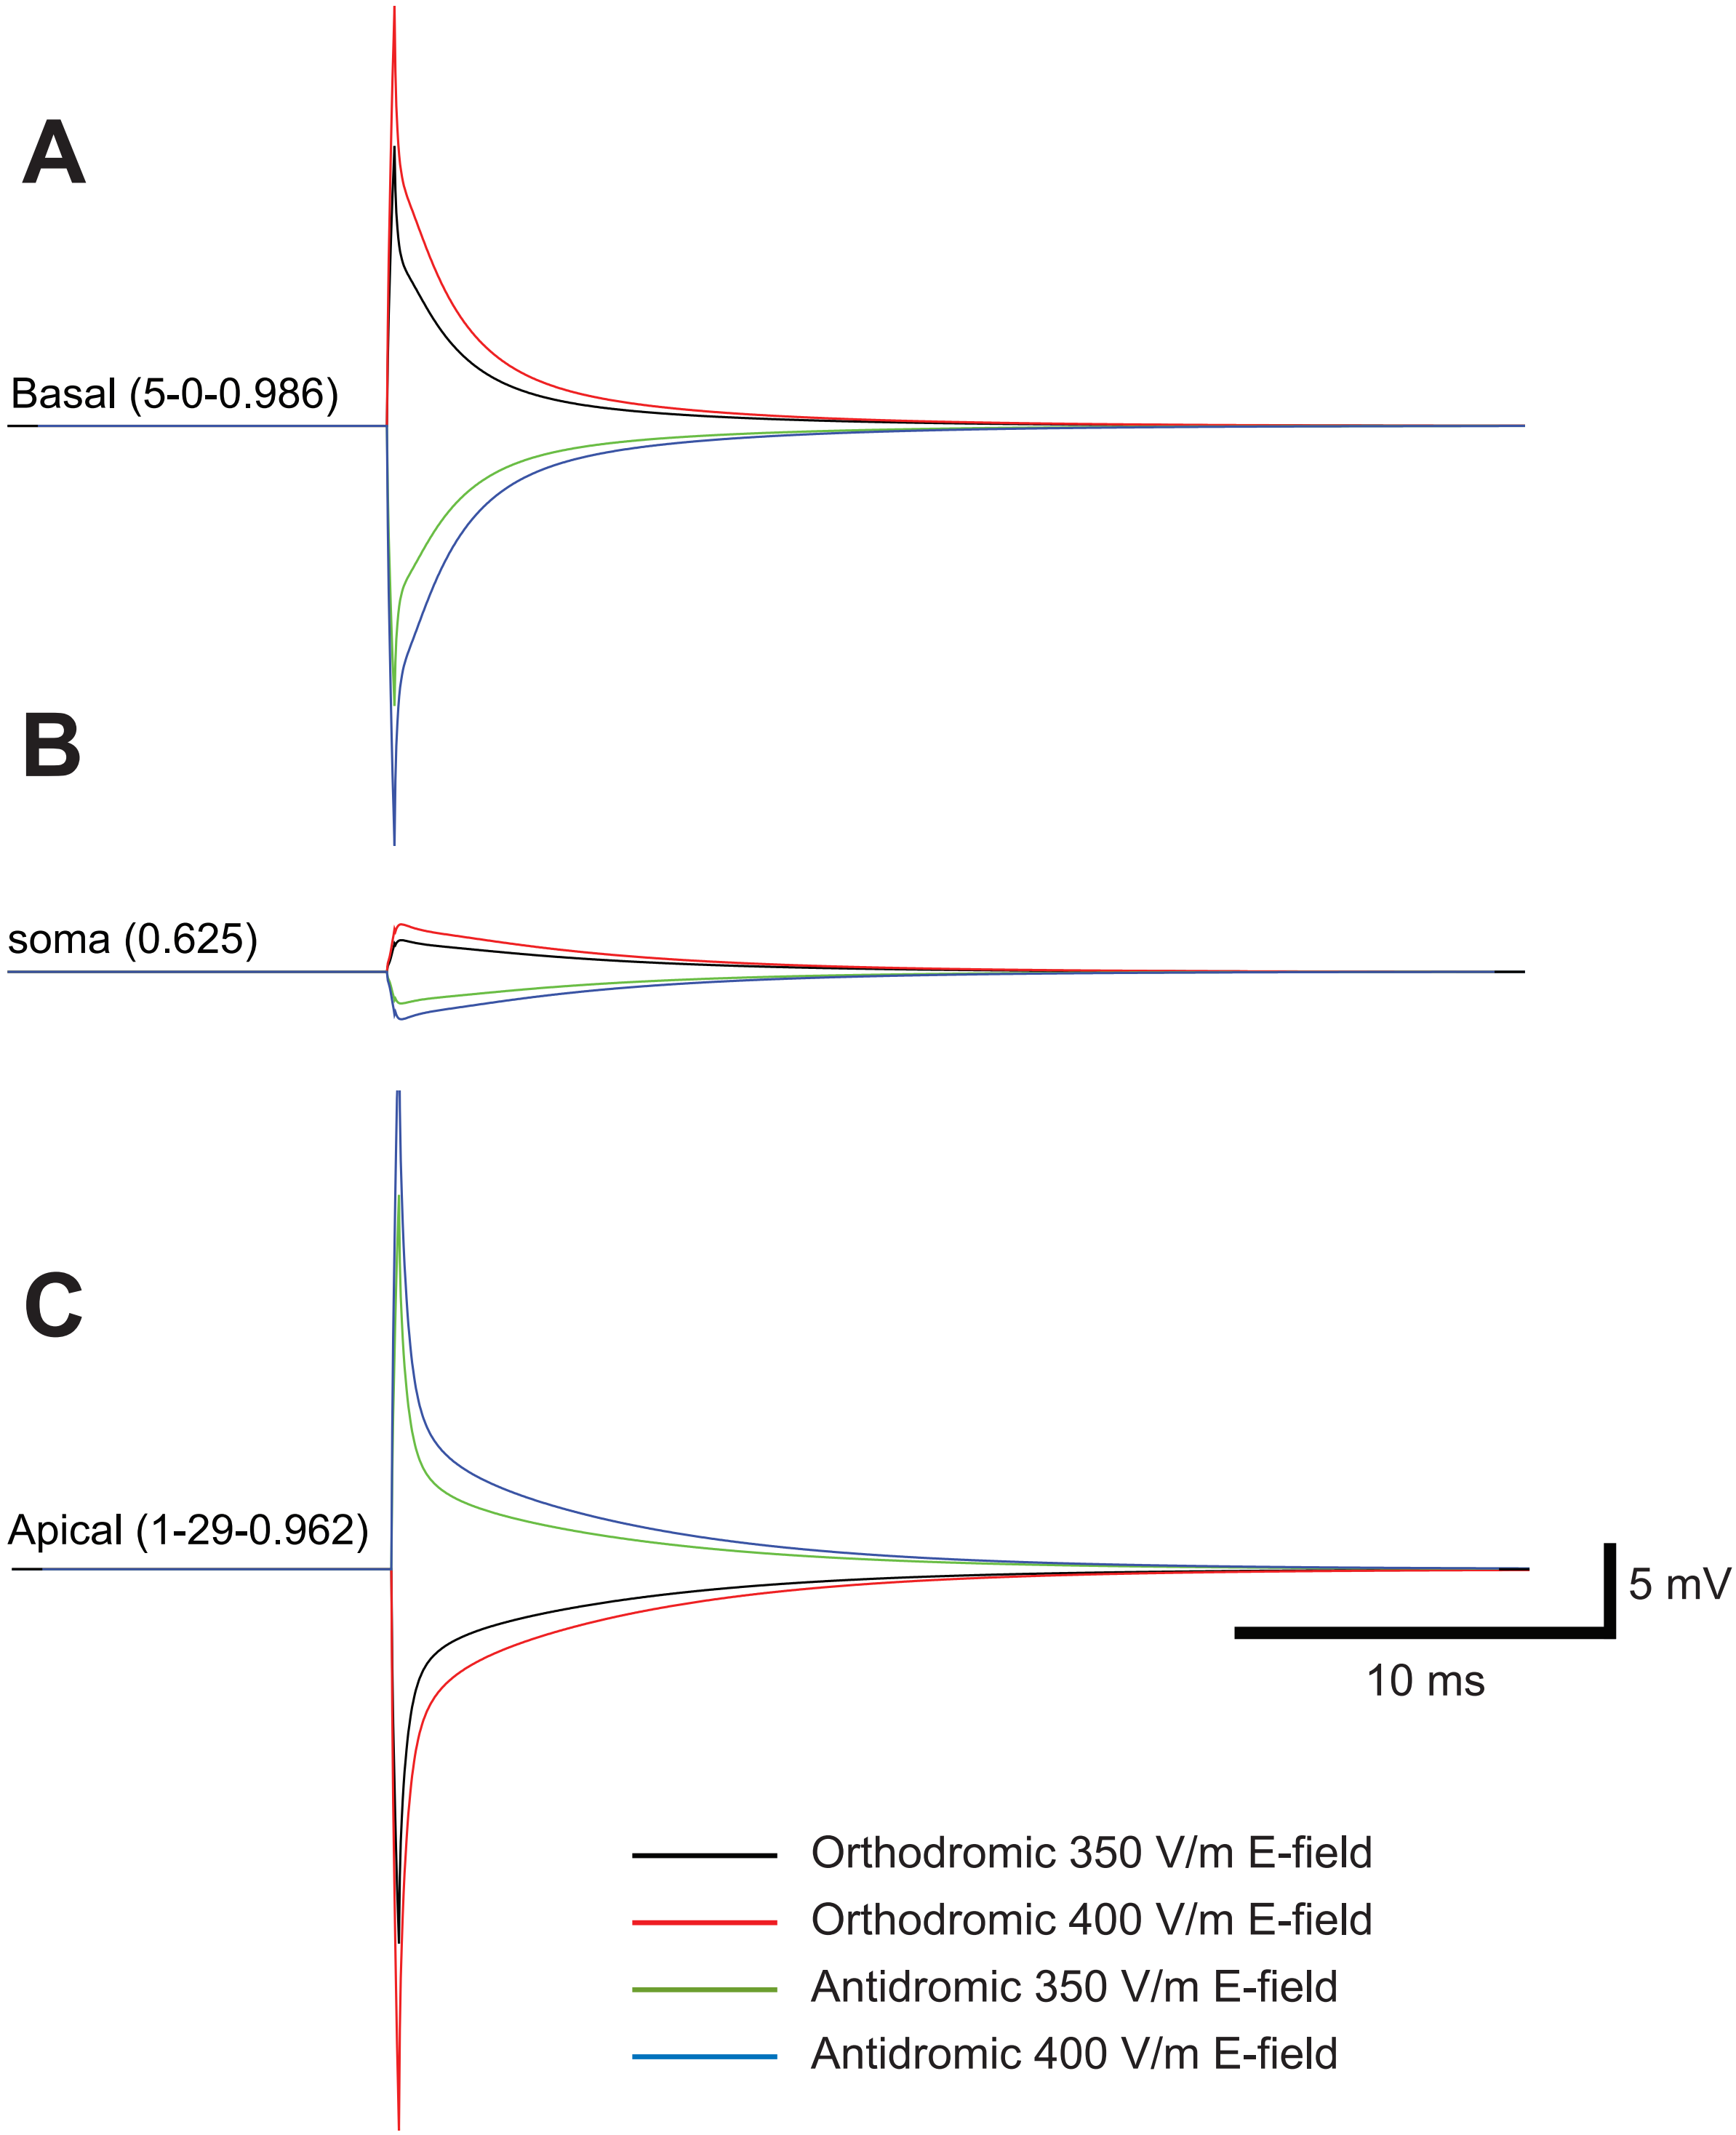 A
Basal (5-0-0.986)
B
soma (0.625)
C
Apical (1-29-0.962)
5 mV
10 ms
Orthodromic 350 V/m E-field
Orthodromic 400 V/m E-field
Antidromic 350 V/m E-field
Antidromic 400 V/m E-field